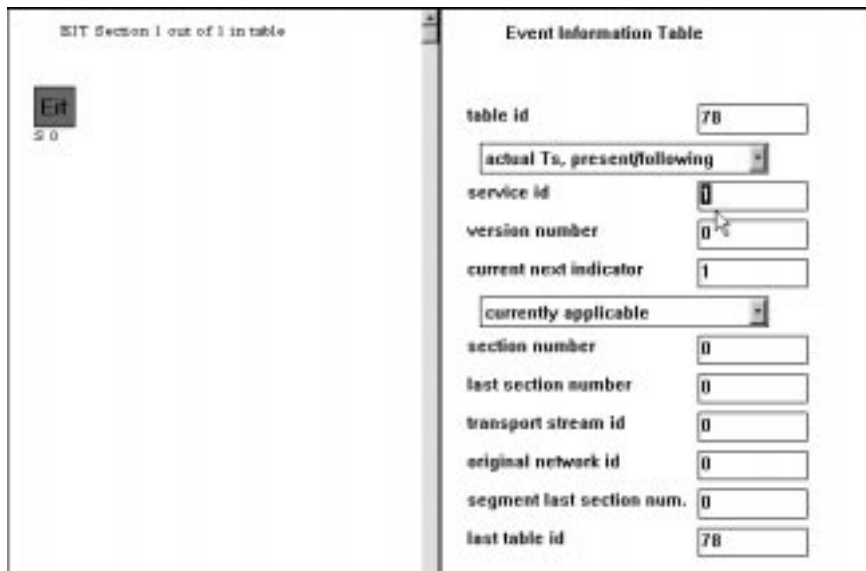 EIT Section 1 out of 1 in table
Eit
S 0
Event Information Table
table id 78
actual Ts, present/following
service id 1
version number 0
current next indicator 1
currently applicable
section number 0
last section number 0
transport stream id 0
original network id 0
segment last section num. 0
last table id 78